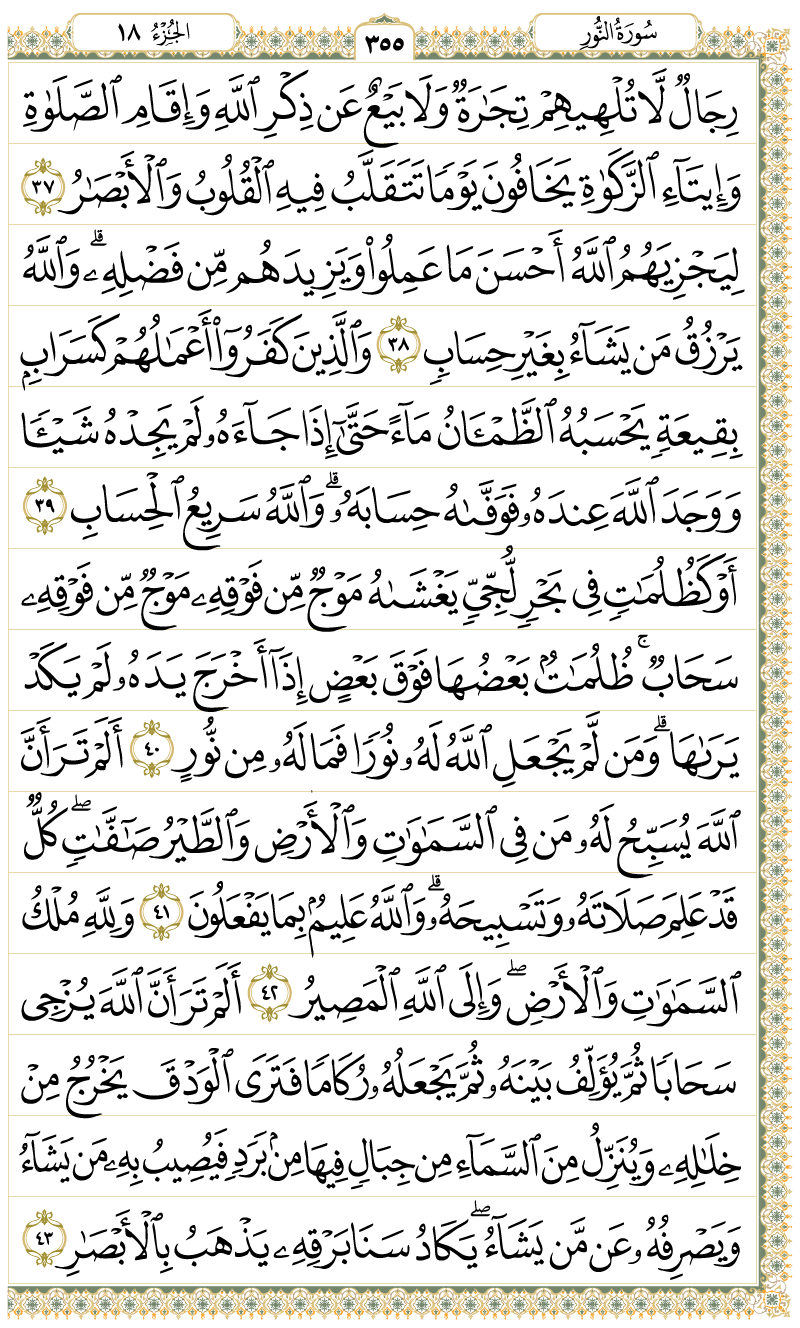 سُورَةُ النُّورِ
٣٥٥
الجُزْءُ ١٨
رِجَالٌ لَّا تُلْهِيهِمْ تِجَٰرَةٌ وَلَا بَيْعٌ عَن ذِكْرِ ٱللَّهِ وَإِقَامِ ٱلصَّلَوٰةِ
وَإِيتَآءِ ٱلزَّكَوٰةِ يَخَافُونَ يَوْمًا تَتَقَلَّبُ فِيهِ ٱلْقُلُوبُ وَٱلْأَبْصَٰرُ ٣٧
لِيَجْزِيَهُمُ ٱللَّهُ أَحْسَنَ مَا عَمِلُوا۟ وَيَزِيدَهُم مِّن فَضْلِهِۦ ۗ وَٱللَّهُ
يَرْزُقُ مَن يَشَآءُ بِغَيْرِ حِسَابٍ ٣٨ وَٱلَّذِينَ كَفَرُوٓا۟ أَعْمَٰلُهُمْ كَسَرَابٍۭ
بِقِيعَةٍ يَحْسَبُهُ ٱلظَّمْـَٔانُ مَآءً حَتَّىٰٓ إِذَا جَآءَهُۥ لَمْ يَجِدْهُ شَيْـًٔا
وَوَجَدَ ٱللَّهَ عِندَهُۥ فَوَفَّىٰهُ حِسَابَهُۥ ۗ وَٱللَّهُ سَرِيعُ ٱلْحِسَابِ ٣٩
أَوْ كَظُلُمَٰتٍ فِى بَحْرٍ لُّجِّىٍّ يَغْشَىٰهُ مَوْجٌ مِّن فَوْقِهِۦ مَوْجٌ مِّن فَوْقِهِۦ
سَحَابٌ ۚ ظُلُمَٰتٌۢ بَعْضُهَا فَوْقَ بَعْضٍ إِذَآ أَخْرَجَ يَدَهُۥ لَمْ يَكَدْ
يَرَىٰهَا ۗ وَمَن لَّمْ يَجْعَلِ ٱللَّهُ لَهُۥ نُورًا فَمَا لَهُۥ مِن نُّورٍ ٤٠ أَلَمْ تَرَ أَنَّ
ٱللَّهَ يُسَبِّحُ لَهُۥ مَن فِى ٱلسَّمَٰوَٰتِ وَٱلْأَرْضِ وَٱلطَّيْرُ صَٰٓفَّٰتٍ ۖ كُلٌّ
قَدْ عَلِمَ صَلَاتَهُۥ وَتَسْبِيحَهُۥ ۗ وَٱللَّهُ عَلِيمٌۢ بِمَا يَفْعَلُونَ ٤١ وَلِلَّهِ مُلْكُ
ٱلسَّمَٰوَٰتِ وَٱلْأَرْضِ ۖ وَإِلَى ٱللَّهِ ٱلْمَصِيرُ ٤٢ أَلَمْ تَرَ أَنَّ ٱللَّهَ يُزْجِى
سَحَابًا ثُمَّ يُؤَلِّفُ بَيْنَهُۥ ثُمَّ يَجْعَلُهُۥ رُكَامًا فَتَرَى ٱلْوَدْقَ يَخْرُجُ مِنْ
خِلَٰلِهِۦ وَيُنَزِّلُ مِنَ ٱلسَّمَآءِ مِن جِبَالٍ فِيهَا مِنۢ بَرَدٍ فَيُصِيبُ بِهِۦ مَن يَشَآءُ
وَيَصْرِفُهُۥ عَن مَّن يَشَآءُ ۖ يَكَادُ سَنَا بَرْقِهِۦ يَذْهَبُ بِٱلْأَبْصَٰرِ ٤٣